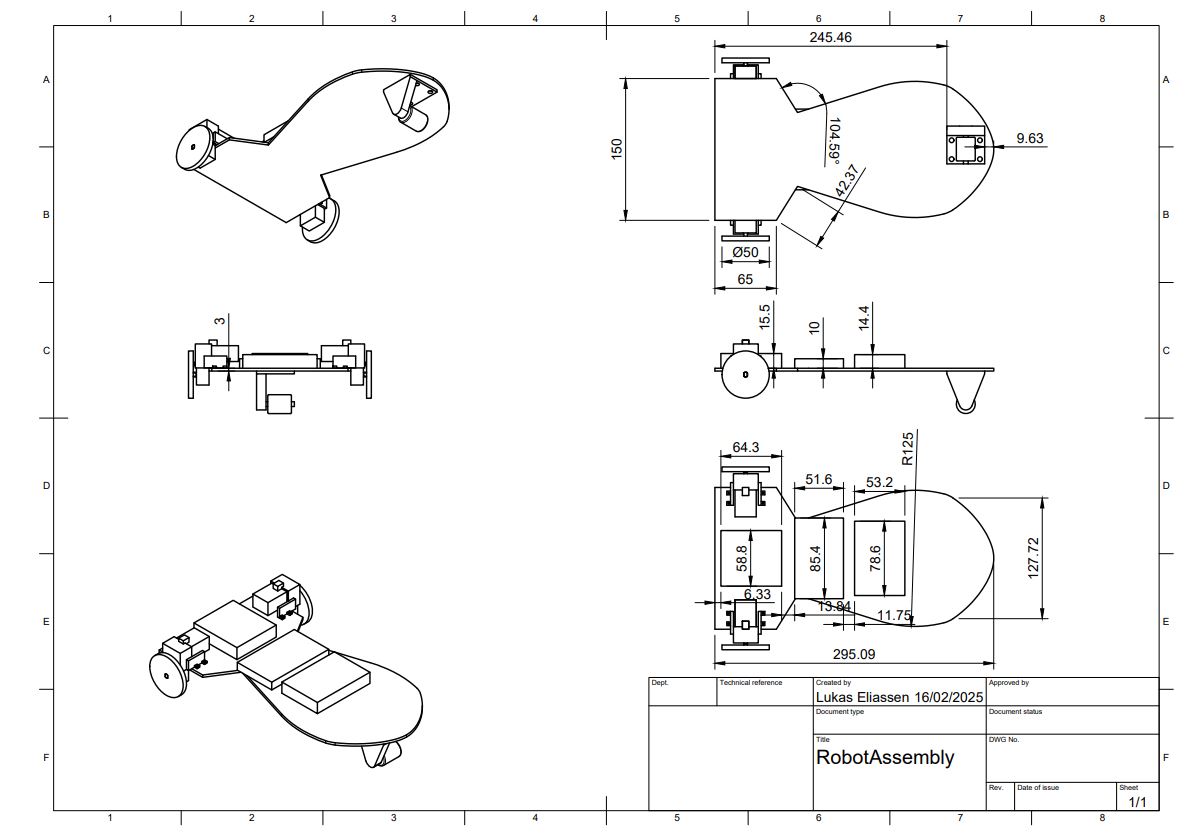 1 2 3 4 5 6 7 8
A A
B B
C C
D D
E E
F F
245.46
150
104.59°
9.63
42.37
Ø50
65
3
15.5
10
14.4
64.3
51.6
53.2
R125
58.8
85.4
78.6
127.72
6.33
13.84
11.75
295.09
Dept.
Technical reference
Created by
Approved by
Lukas Eliassen 16/02/2025
Document type
Document status
Title
DWG No.
RobotAssembly
Rev.
Date of issue
Sheet
1/1
1 2 3 4 5 6 7 8